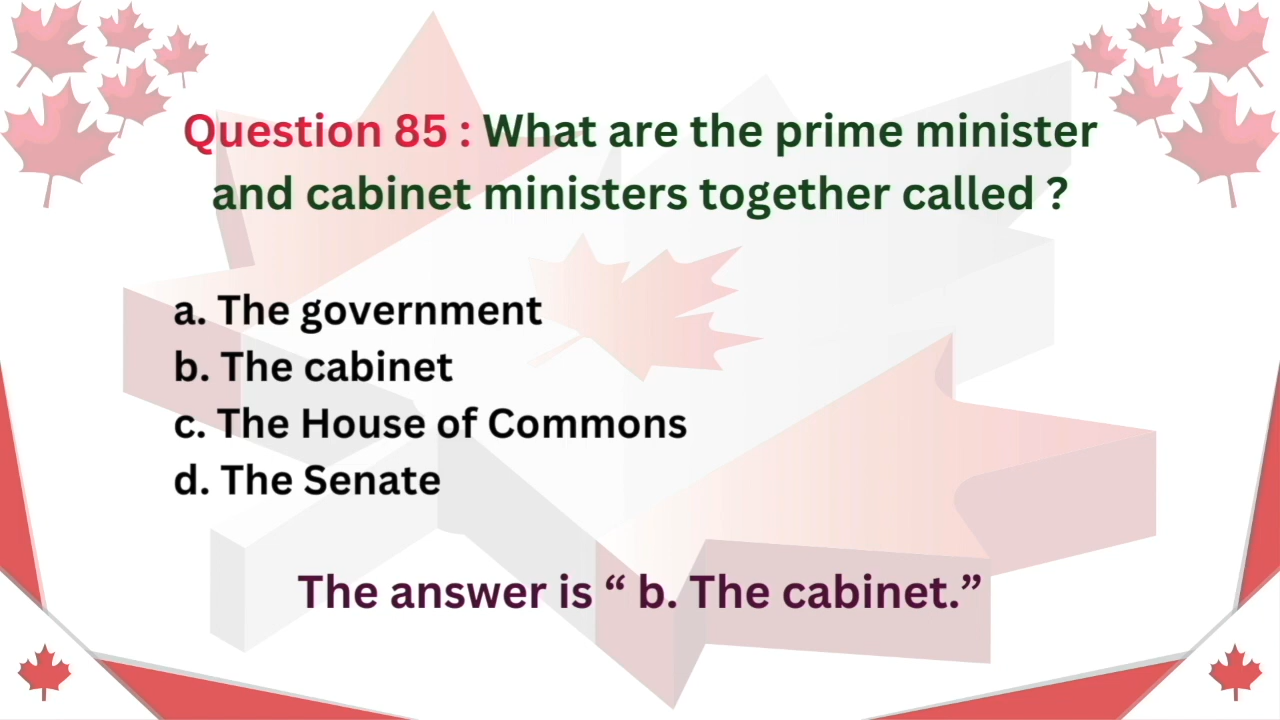 Question 85 : What are the prime minister
and cabinet ministers together called ?
a. The government
b. The cabinet
c. The House of Commons
d. The Senate
The answer is “ b. The cabinet.”